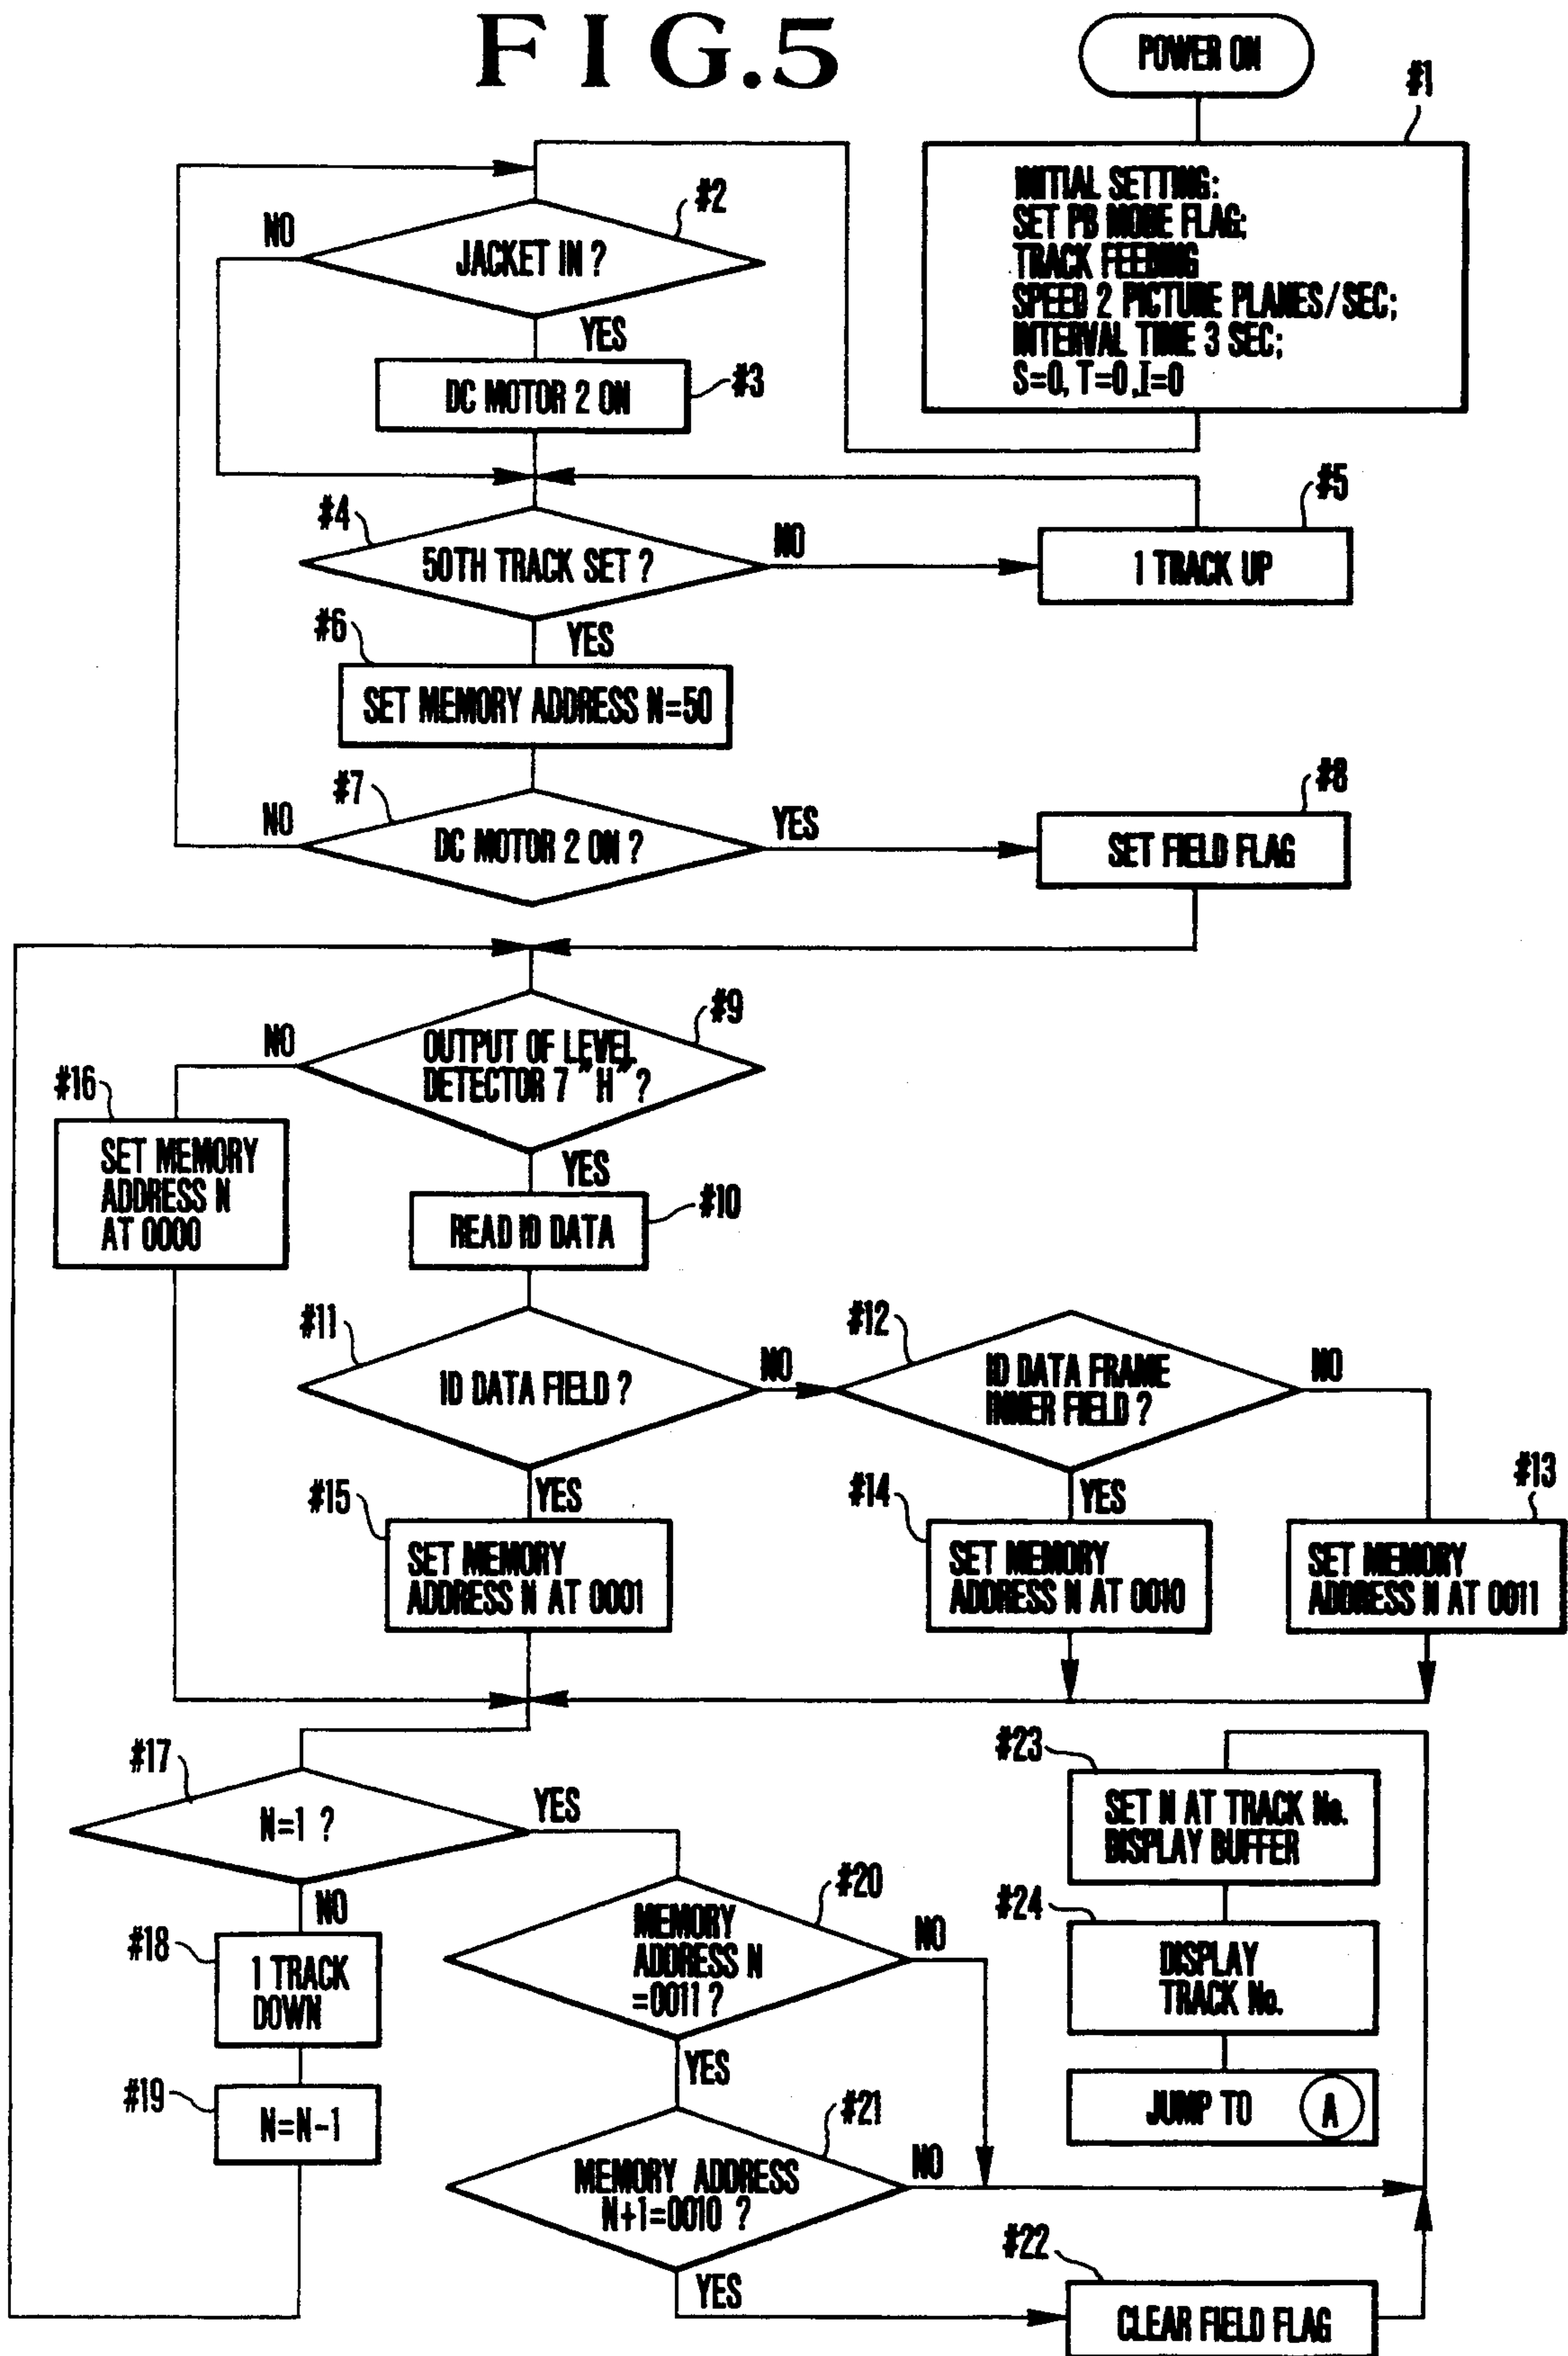 FIG.5
POWER ON
#1
INITIAL SETTING:
SET PB MODE FLAG;
TRACK FEEDING
SPEED 2 PICTURE PLANES/SEC;
INTERVAL TIME 3 SEC;
S=0, T=0, I=0
#2
JACKET IN ?
NO
YES
#3
DC MOTOR 2 ON
#4
50TH TRACK SET ?
NO
#5
1 TRACK UP
YES
#6
SET MEMORY ADDRESS N=50
#7
DC MOTOR 2 ON ?
NO
YES
#8
SET FIELD FLAG
#9
OUTPUT OF LEVEL
DETECTOR 7 "H" ?
NO
#16
SET MEMORY
ADDRESS N
AT 0000
YES
#10
READ ID DATA
#11
ID DATA FIELD ?
NO
#12
ID DATA FRAME
INNER FIELD ?
NO
YES
#15
SET MEMORY
ADDRESS N AT 0001
YES
#14
SET MEMORY
ADDRESS N AT 0010
#13
SET MEMORY
ADDRESS N AT 0011
#17
N=1 ?
YES
NO
#18
1 TRACK
DOWN
#19
N=N-1
#20
MEMORY
ADDRESS N
=0011 ?
NO
YES
#21
MEMORY ADDRESS
N+1=0010 ?
NO
YES
#22
CLEAR FIELD FLAG
#23
SET N AT TRACK No.
DISPLAY BUFFER
#24
DISPLAY
TRACK No.
JUMP TO A